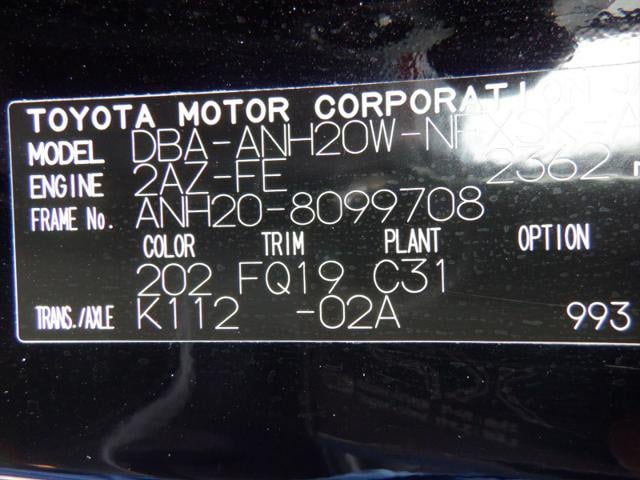 TOYOTA MOTOR CORPORATION J
MODEL DBA-ANH20W-NFXSK-A
ENGINE 2AZ-FE 2362
FRAME No. ANH20-8099708
COLOR TRIM PLANT OPTION
202 FQ19 C31
TRANS./AXLE K112 -02A 993